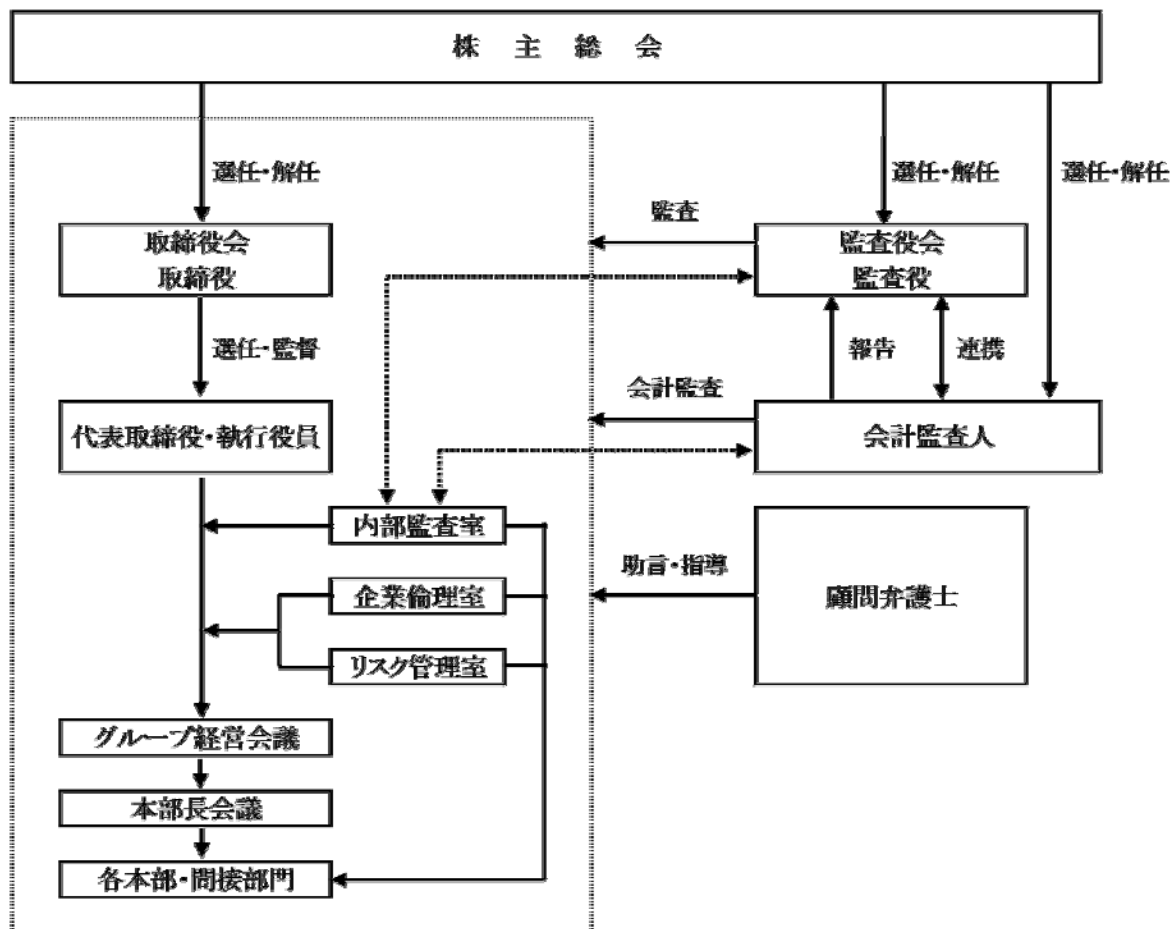 株主総会
選任・解任
選任・解任
選任・解任
監査
取締役会
取締役
監査役会
監査役
選任・監督
報告
連携
会計監査
代表取締役・執行役員
会計監査人
内部監査室
助言・指導
企業倫理室
顧問弁護士
リスク管理室
グループ経営会議
本部長会議
各本部・間接部門